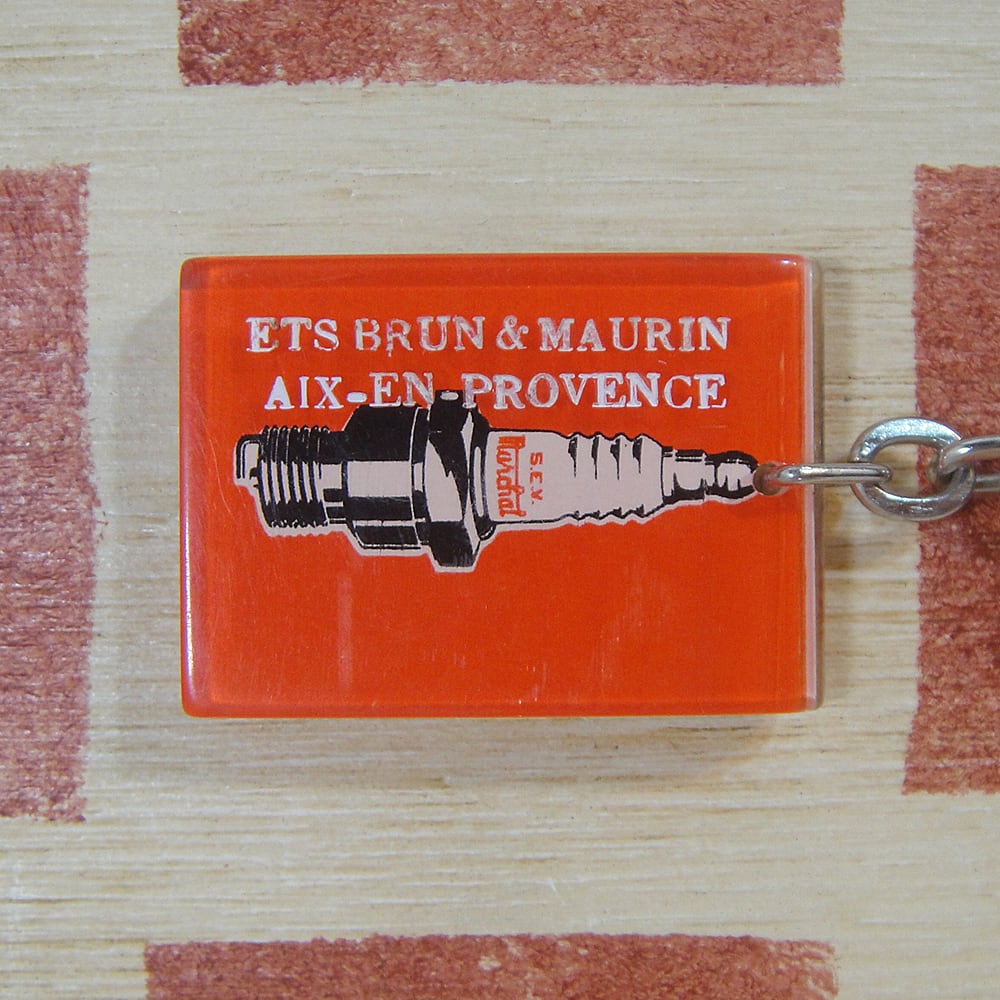 ETS BRUN & MAURIN
AIX-EN-PROVENCE
S.E.V.
Marchal